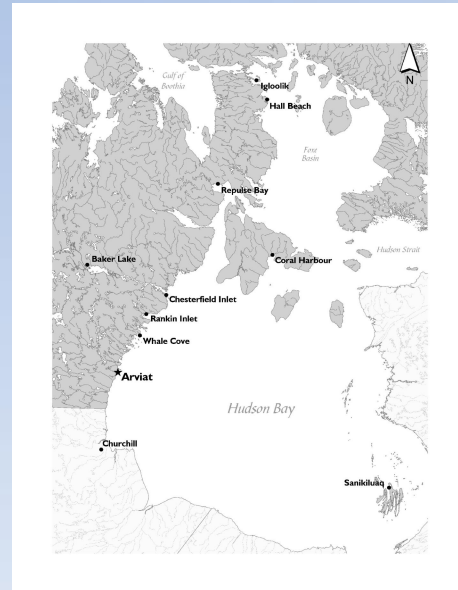 Gulf of
Boothia
N
Igloolik
Hall Beach
Foxe
Basin
Repulse Bay
Hudson Strait
Baker Lake
Coral Harbour
Chesterfield Inlet
Rankin Inlet
Whale Cove
Arviat
Hudson Bay
Churchill
Sanikiluaq